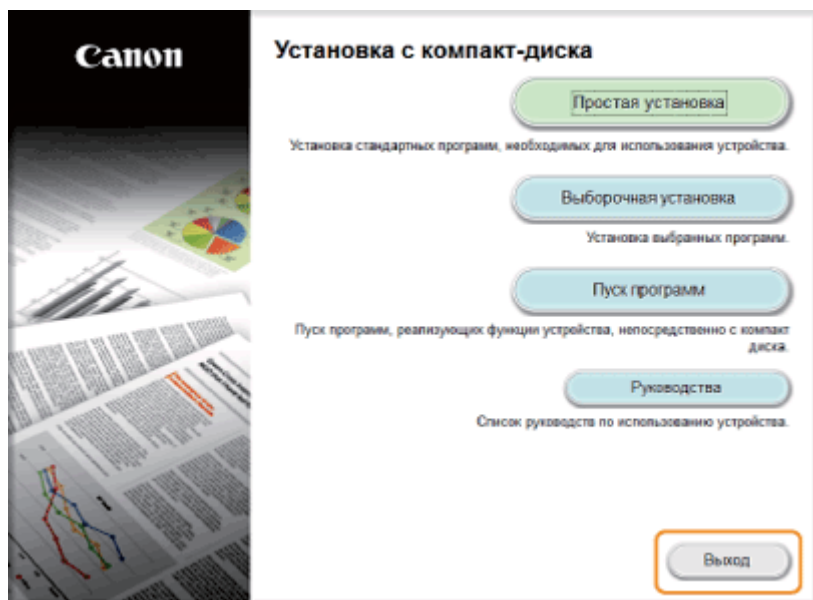 Canon
Установка с компакт-диска
Простая установка
Установка стандартных программ, необходимых для использования устройства.
Выборочная установка
Установка выбранных программ.
Пуск программ
Пуск программ, реализующих функции устройства, непосредственно с компакт
диска.
Руководства
Список руководств по использованию устройства.
Выход